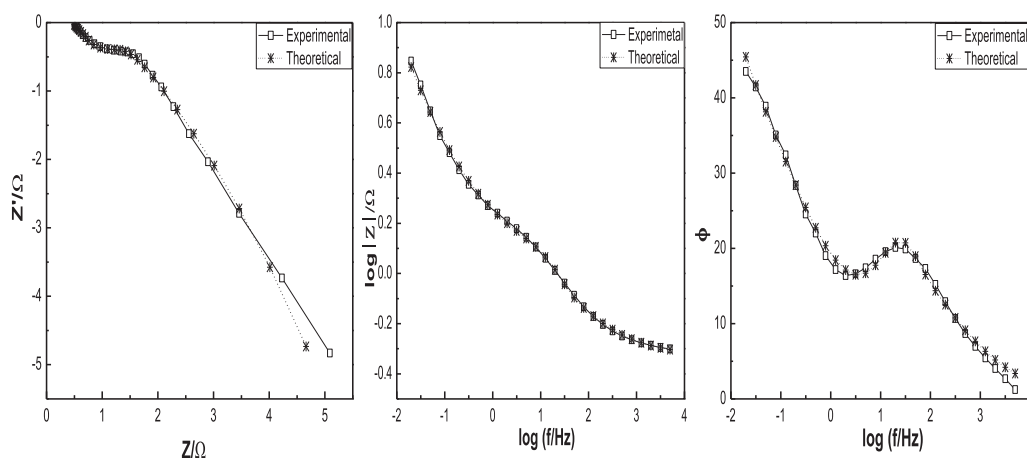 Experimental
Theoretical
0
-1
-2
-3
-4
-5
0 1 2 3 4 5
Z'/Ω
Z/Ω
Experimetal
Theoretical
1.0
0.8
0.6
0.4
0.2
0.0
-0.2
-0.4
-2 -1 0 1 2 3 4
log |Z|/Ω
log (f/Hz)
Experimental
Theoretical
50
40
30
20
10
0
-2 -1 0 1 2 3
ϕ
log (f/Hz)